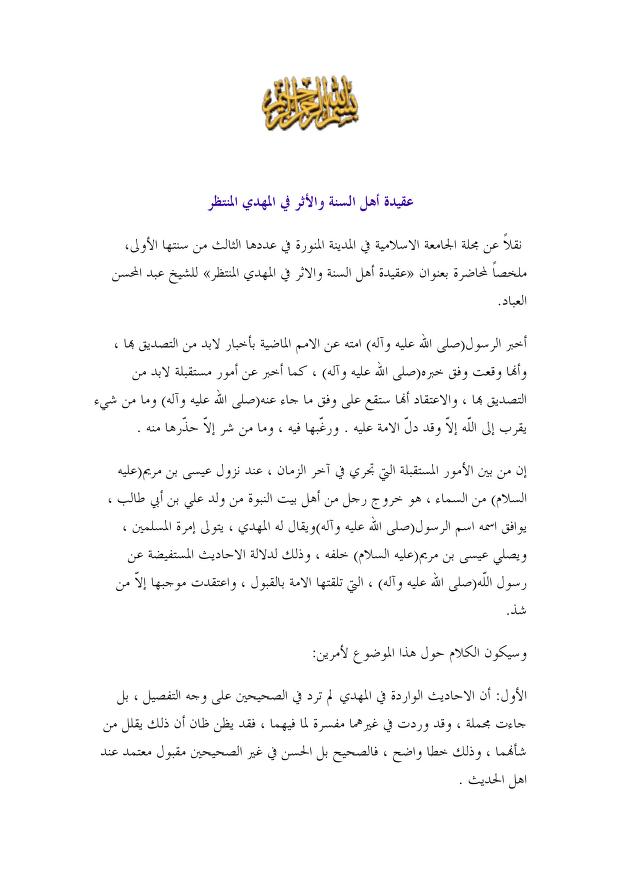 بسم الله الرحمن الرحيم
عقيدة أهل السنة والأثر في المهدي المنتظر
نقلاً عن مجلة الجامعة الاسلامية في المدينة المنورة في عددها الثالث من سنتها الأولى،
ملخصاً لمحاضرة بعنوان «عقيدة أهل السنة والاثر في المهدي المنتظر» للشيخ عبد المحسن
العباد.
أخبر الرسول(صلى الله عليه وآله) امته عن الامم الماضية بأخبار لابد من التصديق بها ،
وأنها وقعت وفق خبره(صلى الله عليه وآله) ، كما أخبر عن أمور مستقبلة لابد من
التصديق بها ، والاعتقاد أنها ستقع على وفق ما جاء عنه(صلى الله عليه وآله) وما من شيء
يقرب إلى اللّه إلاّ وقد دلّ الامة عليه . ورغّبها فيه ، وما من شر إلاّ حذّرها منه .
إن من بين الأمور المستقبلة التي تجري في آخر الزمان ، عند نزول عيسى بن مريم(عليه
السلام) من السماء ، هو خروج رجل من أهل بيت النبوة من ولد علي بن أبي طالب ،
يوافق اسمه اسم الرسول(صلى الله عليه وآله)ويقال له المهدي ، يتولى إمرة المسلمين ،
ويصلي عيسى بن مريم(عليه السلام) خلفه ، وذلك لدلالة الاحاديث المستفيضة عن
رسول اللّه(صلى الله عليه وآله) ، التي تلقتها الامة بالقبول ، واعتقدت موجبها إلاّ من
شذ.
وسيكون الكلام حول هذا الموضوع لأمرين:
الأول: أن الاحاديث الواردة في المهدي لم ترد في الصحيحين على وجه التفصيل ، بل
جاءت مجملة ، وقد وردت في غيرهما مفسرة لما فيهما ، فقد يظن ظان أن ذلك يقلل من
شأنهما ، وذلك خطا واضح ، فالصحيح بل الحسن في غير الصحيحين مقبول معتمد عند
اهل الحديث .